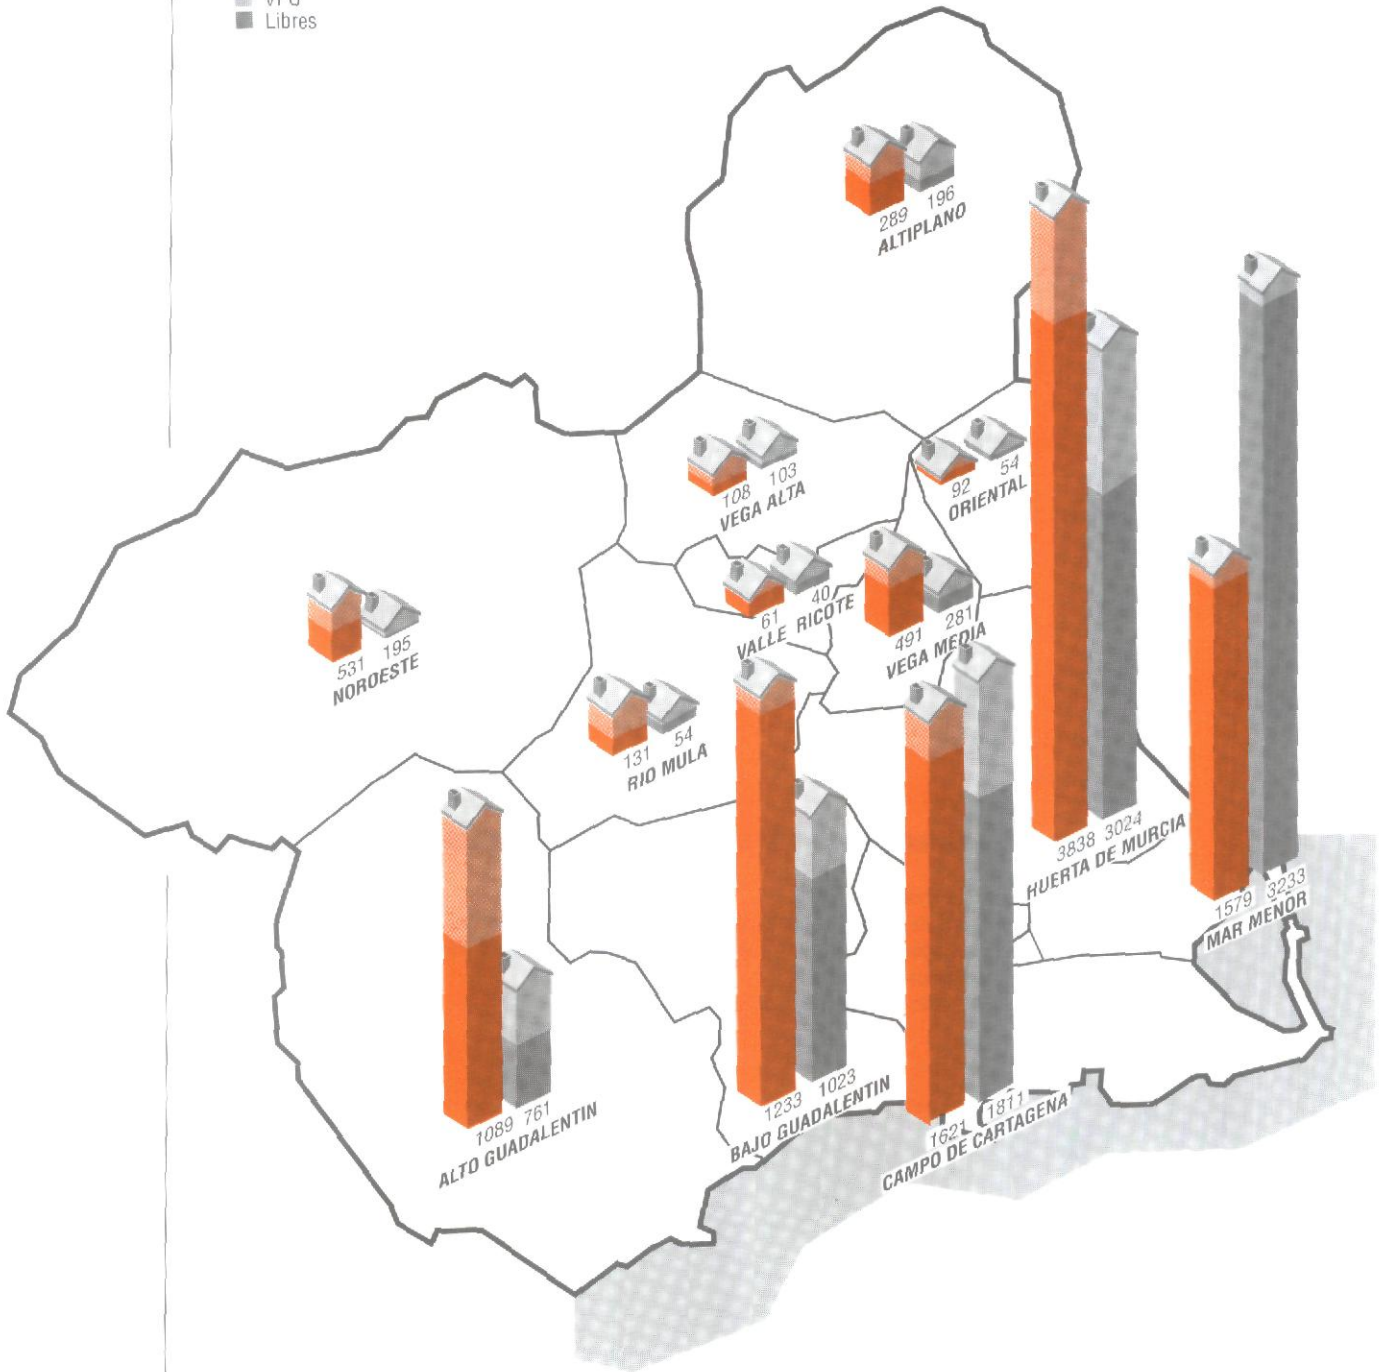 VPO
Libres
289 196
ALTIPLANO
108 103
VEGA ALTA
92 54
ORIENTAL
61 40
VALLE RICOTE
491 281
VEGA MEDIA
531 195
NOROESTE
131 54
RIO MULA
3838 3024
HUERTA DE MURCIA
1579 3233
MAR MENOR
1089 761
ALTO GUADALENTIN
1233 1023
BAJO GUADALENTIN
1621 1811
CAMPO DE CARTAGENA